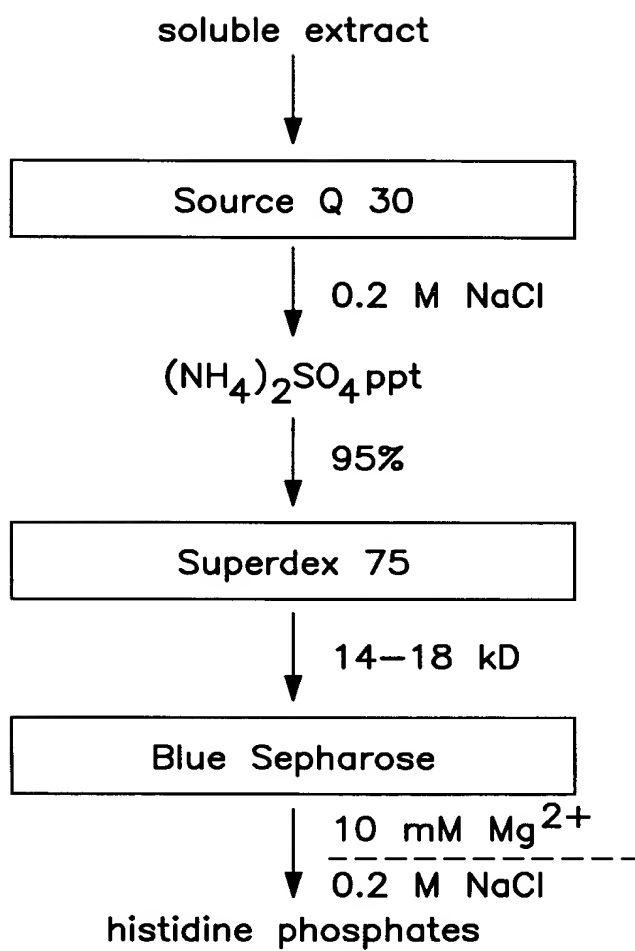 soluble extract
Source Q 30
0.2 M NaCl
(NH₄)₂SO₄ ppt
95%
Superdex 75
14–18 kD
Blue Sepharose
10 mM Mg²⁺
0.2 M NaCl
histidine phosphates